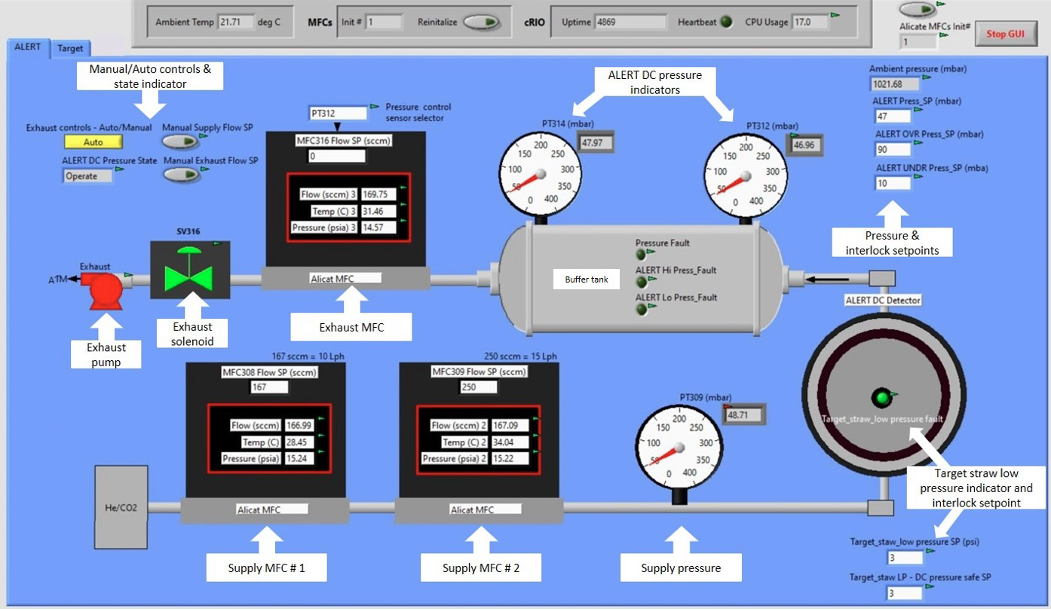 Ambient Temp 21.71 deg C
MFCs
Init # 1 Reinitalize
cRIO
Uptime 4869 Heartbeat CPU Usage 17.0
Alicate MFCs Init#
1
Stop GUI
ALERT Target
Manual/Auto controls &
state indicator
Exhaust controls - Auto/Manual
Auto
Manual Supply Flow SP
ALERT DC Pressure State
Operate
Manual Exhaust Flow SP
PT312
Pressure control
sensor selector
MFC316 Flow SP (sccm)
0
Flow (sccm) 3 169.75
Temp (C) 3 31.46
Pressure (psia) 3 14.57
Alicat MFC
Exhaust MFC
ALERT DC pressure
indicators
PT314 (mbar)
47.97
0 50 100 150 200 250 300 350 400
PT312 (mbar)
46.96
0 50 100 150 200 250 300 350 400
Ambient pressure (mbar)
1021.68
ALERT Press_SP (mbar)
47
ALERT OVR Press_SP (mbar)
90
ALERT UNDR Press_SP (mba)
10
Pressure &
interlock setpoints
SV316
Exhaust
ATM
Exhaust
pump
Exhaust
solenoid
Buffer tank
Pressure Fault
ALERT Hi Press_Fault
ALERT Lo Press_Fault
ALERT DC Detector
Target_straw_low pressure fault
Target straw low
pressure indicator and
interlock setpoint
167 sccm = 10 Lph
MFC308 Flow SP (sccm)
167
Flow (sccm) 166.99
Temp (C) 28.45
Pressure (psia) 15.24
Alicat MFC
Supply MFC # 1
250 sccm = 15 Lph
MFC309 Flow SP (sccm)
250
Flow (sccm) 2 167.09
Temp (C) 2 34.04
Pressure (psia) 2 15.22
Alicat MFC
Supply MFC # 2
PT309 (mbar)
48.71
0 50 100 150 200 250 300 350 400
Supply pressure
He/CO2
Target_staw_low pressure SP (psi)
3
Target_staw LP - DC pressure safe SP
3